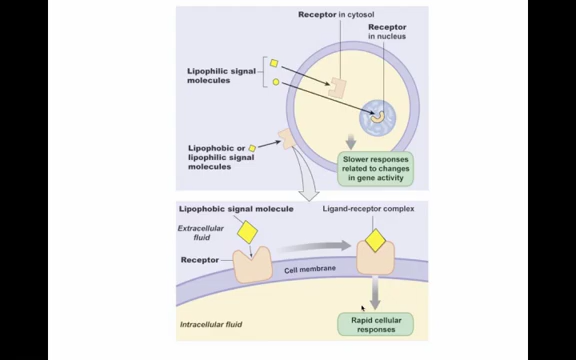 Receptor in cytosol
Receptor
in nucleus
Lipophilic signal
molecules
Lipophobic or
lipophilic signal
molecules
Slower responses
related to changes
in gene activity
Lipophobic signal molecule
Ligand-receptor complex
Extracellular
fluid
Receptor
Cell membrane
Intracellular fluid
Rapid cellular
responses